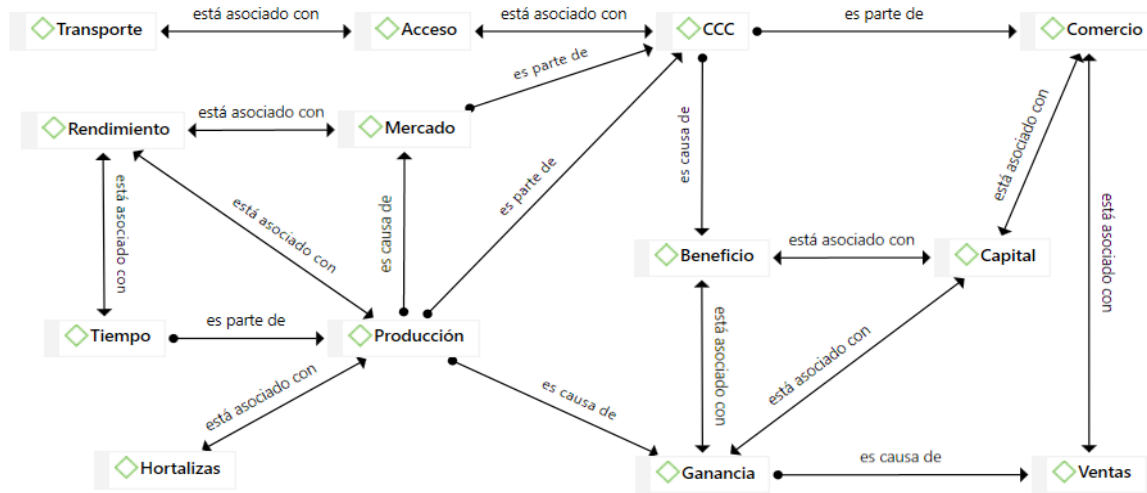 Transporte
está asociado con
Acceso
está asociado con
CCC
es parte de
Comercio
es parte de
Rendimiento
está asociado con
Mercado
es causa de
está asociado con
está asociado con
está asociado con
es causa de
es parte de
está asociado con
Beneficio
está asociado con
Capital
Tiempo
es parte de
Producción
está asociado con
está asociado con
está asociado con
es causa de
Hortalizas
Ganancia
es causa de
Ventas